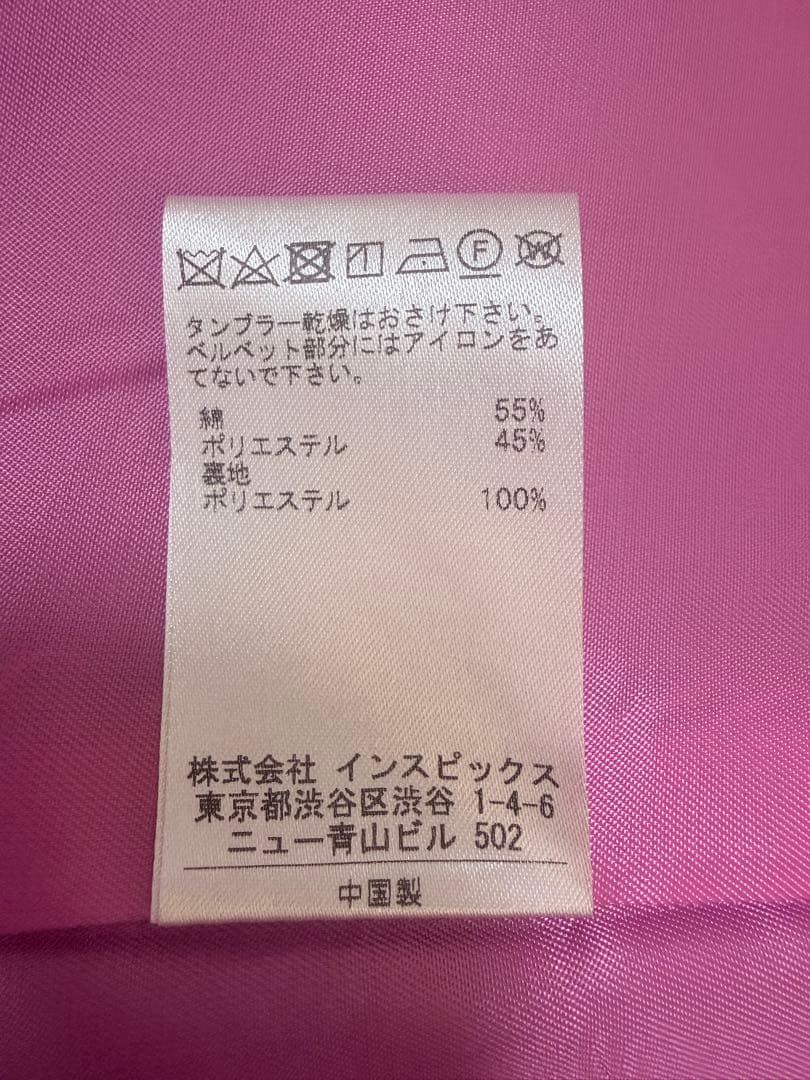 F W
タンブラー乾燥はおさけ下さい。
ベルベット部分にはアイロンをあ
てないで下さい。
綿 55%
ポリエステル 45%
裏地
ポリエステル 100%
株式会社 インスピックス
東京都渋谷区渋谷 1-4-6
ニュー青山ビル 502
中国製